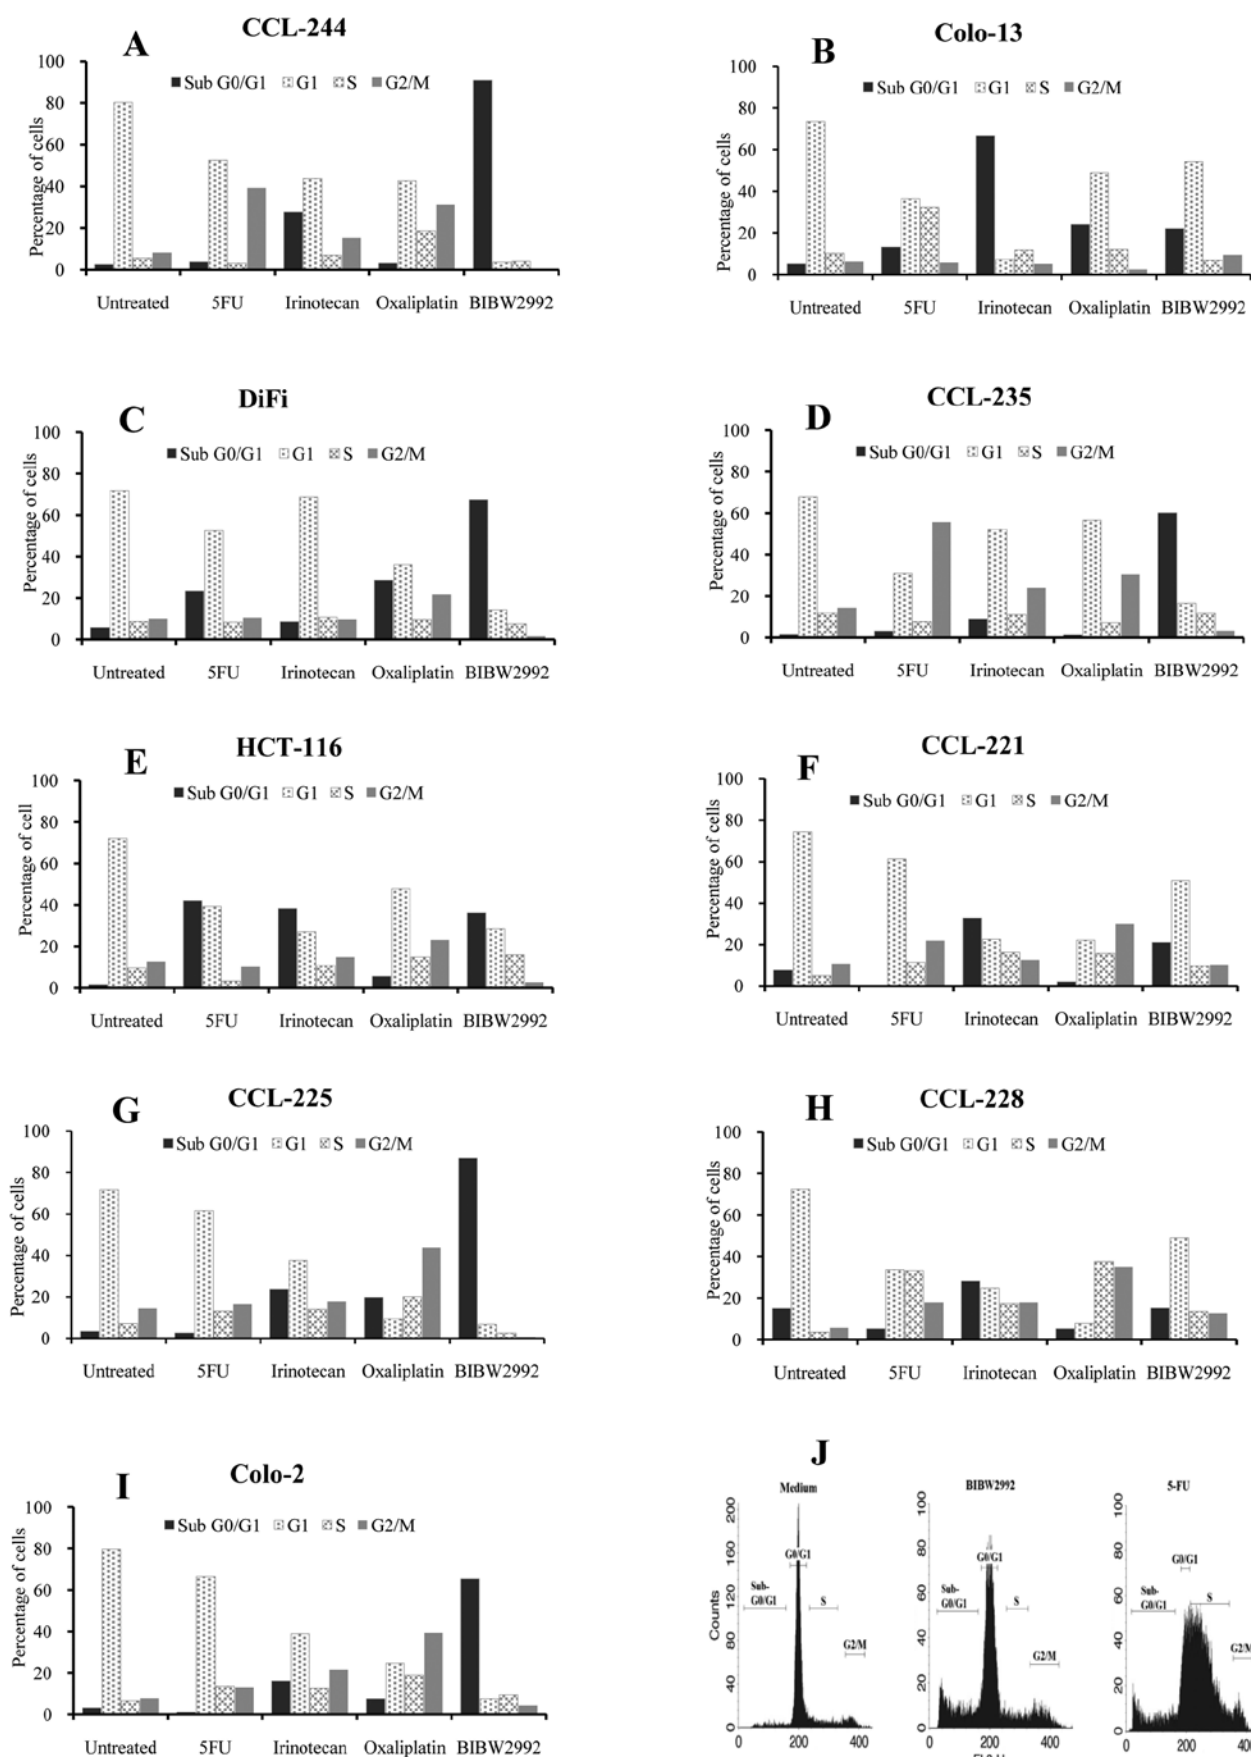 A CCL-244
Percentage of cells
100
80
60
40
20
0
Sub G0/G1 G1 S G2/M
Untreated 5FU Irinotecan Oxaliplatin BIBW2992
B Colo-13
Percentage of cells
100
80
60
40
20
0
Sub G0/G1 G1 S G2/M
Untreated 5FU Irinotecan Oxaliplatin BIBW2992
C DiFi
Percentage of cells
100
80
60
40
20
0
Sub G0/G1 G1 S G2/M
Untreated 5FU Irinotecan Oxaliplatin BIBW2992
D CCL-235
Percentage of cells
100
80
60
40
20
0
Sub G0/G1 G1 S G2/M
Untreated 5FU Irinotecan Oxaliplatin BIBW2992
E HCT-116
Percentage of cell
100
80
60
40
20
0
Sub G0/G1 G1 S G2/M
Untreated 5FU Irinotecan Oxaliplatin BIBW2992
F CCL-221
Percentage of cells
100
80
60
40
20
0
Sub G0/G1 G1 S G2/M
Untreated 5FU Irinotecan Oxaliplatin BIBW2992
G CCL-225
Percentage of cells
100
80
60
40
20
0
Sub G0/G1 G1 S G2/M
Untreated 5FU Irinotecan Oxaliplatin BIBW2992
H CCL-228
Percentage of cells
100
80
60
40
20
0
Sub G0/G1 G1 S G2/M
Untreated 5FU Irinotecan Oxaliplatin BIBW2992
I Colo-2
Percentage of cells
100
80
60
40
20
0
Sub G0/G1 G1 S G2/M
Untreated 5FU Irinotecan Oxaliplatin BIBW2992
J
Medium
Counts
200
160
120
80
40
0
G0/G1
Sub-
G0/G1
S
G2/M
0 200 400
BIBW2992
100
80
60
40
20
0
G0/G1
Sub-
G0/G1
S
G2/M
0 200 400
5-FU
100
80
60
40
20
0
G0/G1
Sub-
G0/G1
S
G2/M
0 200 400